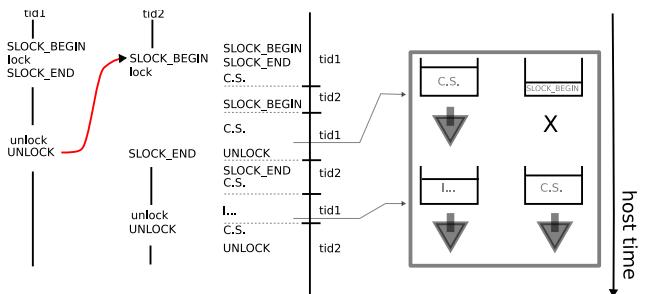 tid1
SLOCK_BEGIN
lock
SLOCK_END
unlock
UNLOCK
tid2
SLOCK_BEGIN
lock
SLOCK_END
unlock
UNLOCK
SLOCK_BEGIN
SLOCK_END
C.S.
SLOCK_BEGIN
C.S.
UNLOCK
SLOCK_END
C.S.
I...
C.S.
UNLOCK
tid1
tid2
tid1
tid2
tid1
tid2
C.S.
SLOCK_BEGIN
X
I...
C.S.
host time